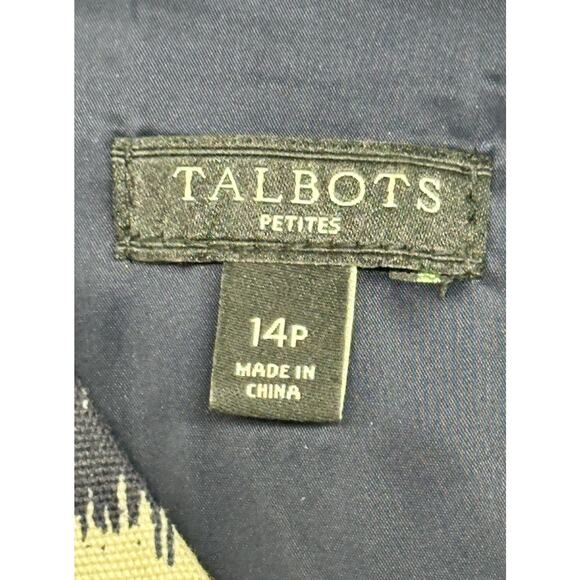 TALBOTS
PETITES
14P
MADE IN
CHINA